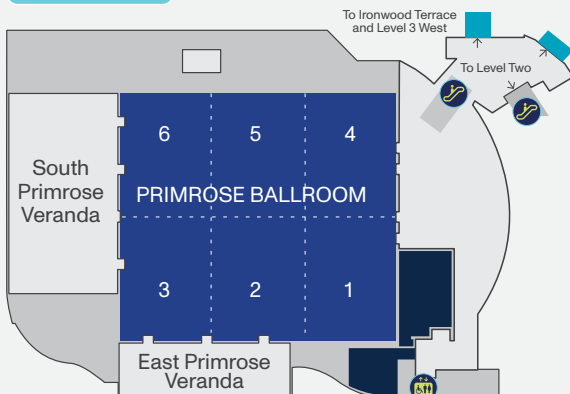 To Ironwood Terrace
and Level 3 West
To Level Two
6
5
4
South
Primrose
Veranda
PRIMROSE BALLROOM
3
2
1
East Primrose
Veranda